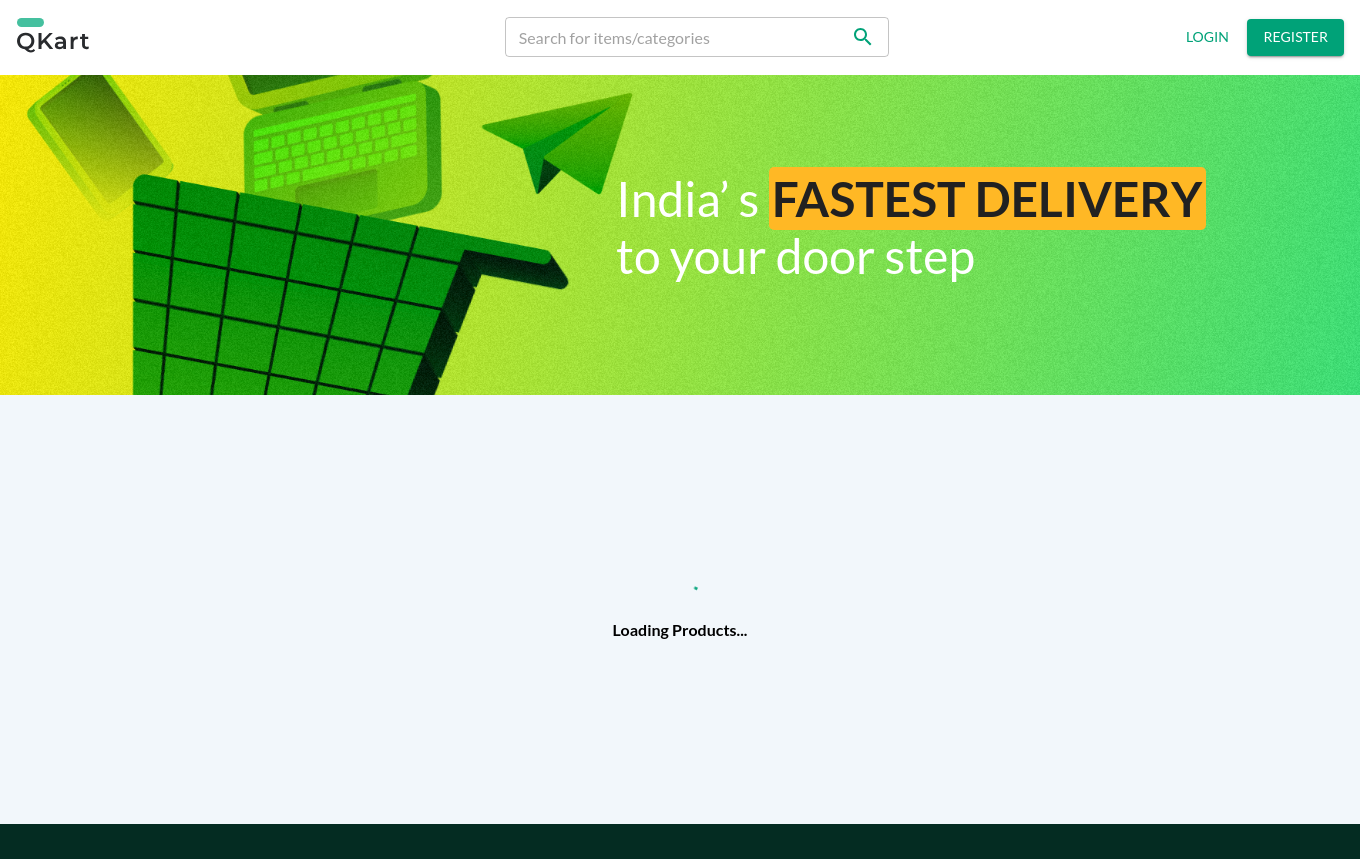 QKart
Search for items/categories
LOGIN
REGISTER
India’ s FASTEST DELIVERY
to your door step
Loading Products...